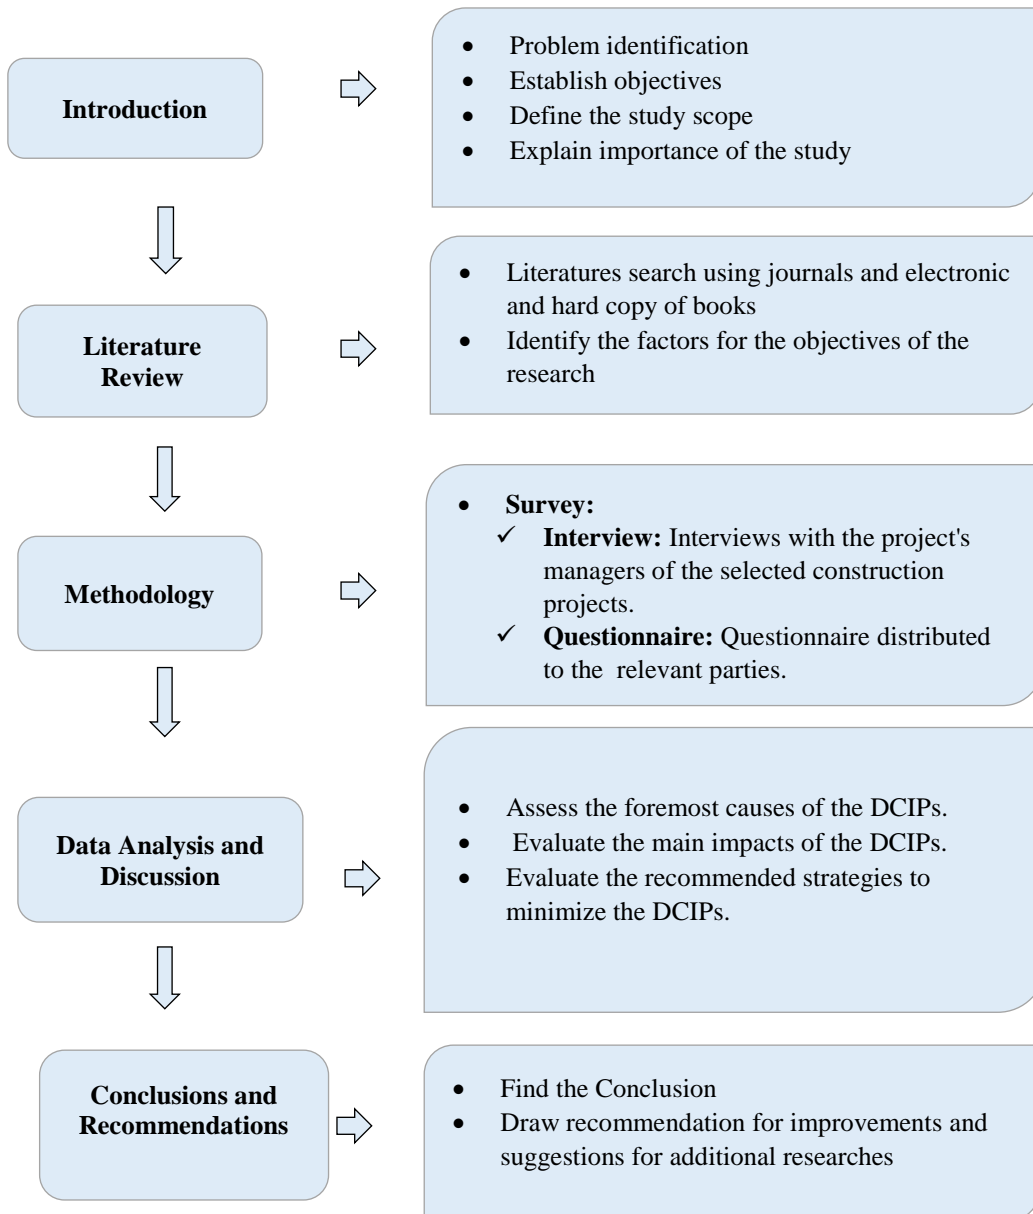 Introduction
• Problem identification
• Establish objectives
• Define the study scope
• Explain importance of the study
Literature
Review
• Literatures search using journals and electronic
and hard copy of books
• Identify the factors for the objectives of the
research
Methodology
• Survey:
✓ Interview: Interviews with the project's
managers of the selected construction
projects.
✓ Questionnaire: Questionnaire distributed
to the relevant parties.
Data Analysis and
Discussion
• Assess the foremost causes of the DCIPs.
• Evaluate the main impacts of the DCIPs.
• Evaluate the recommended strategies to
minimize the DCIPs.
Conclusions and
Recommendations
• Find the Conclusion
• Draw recommendation for improvements and
suggestions for additional researches